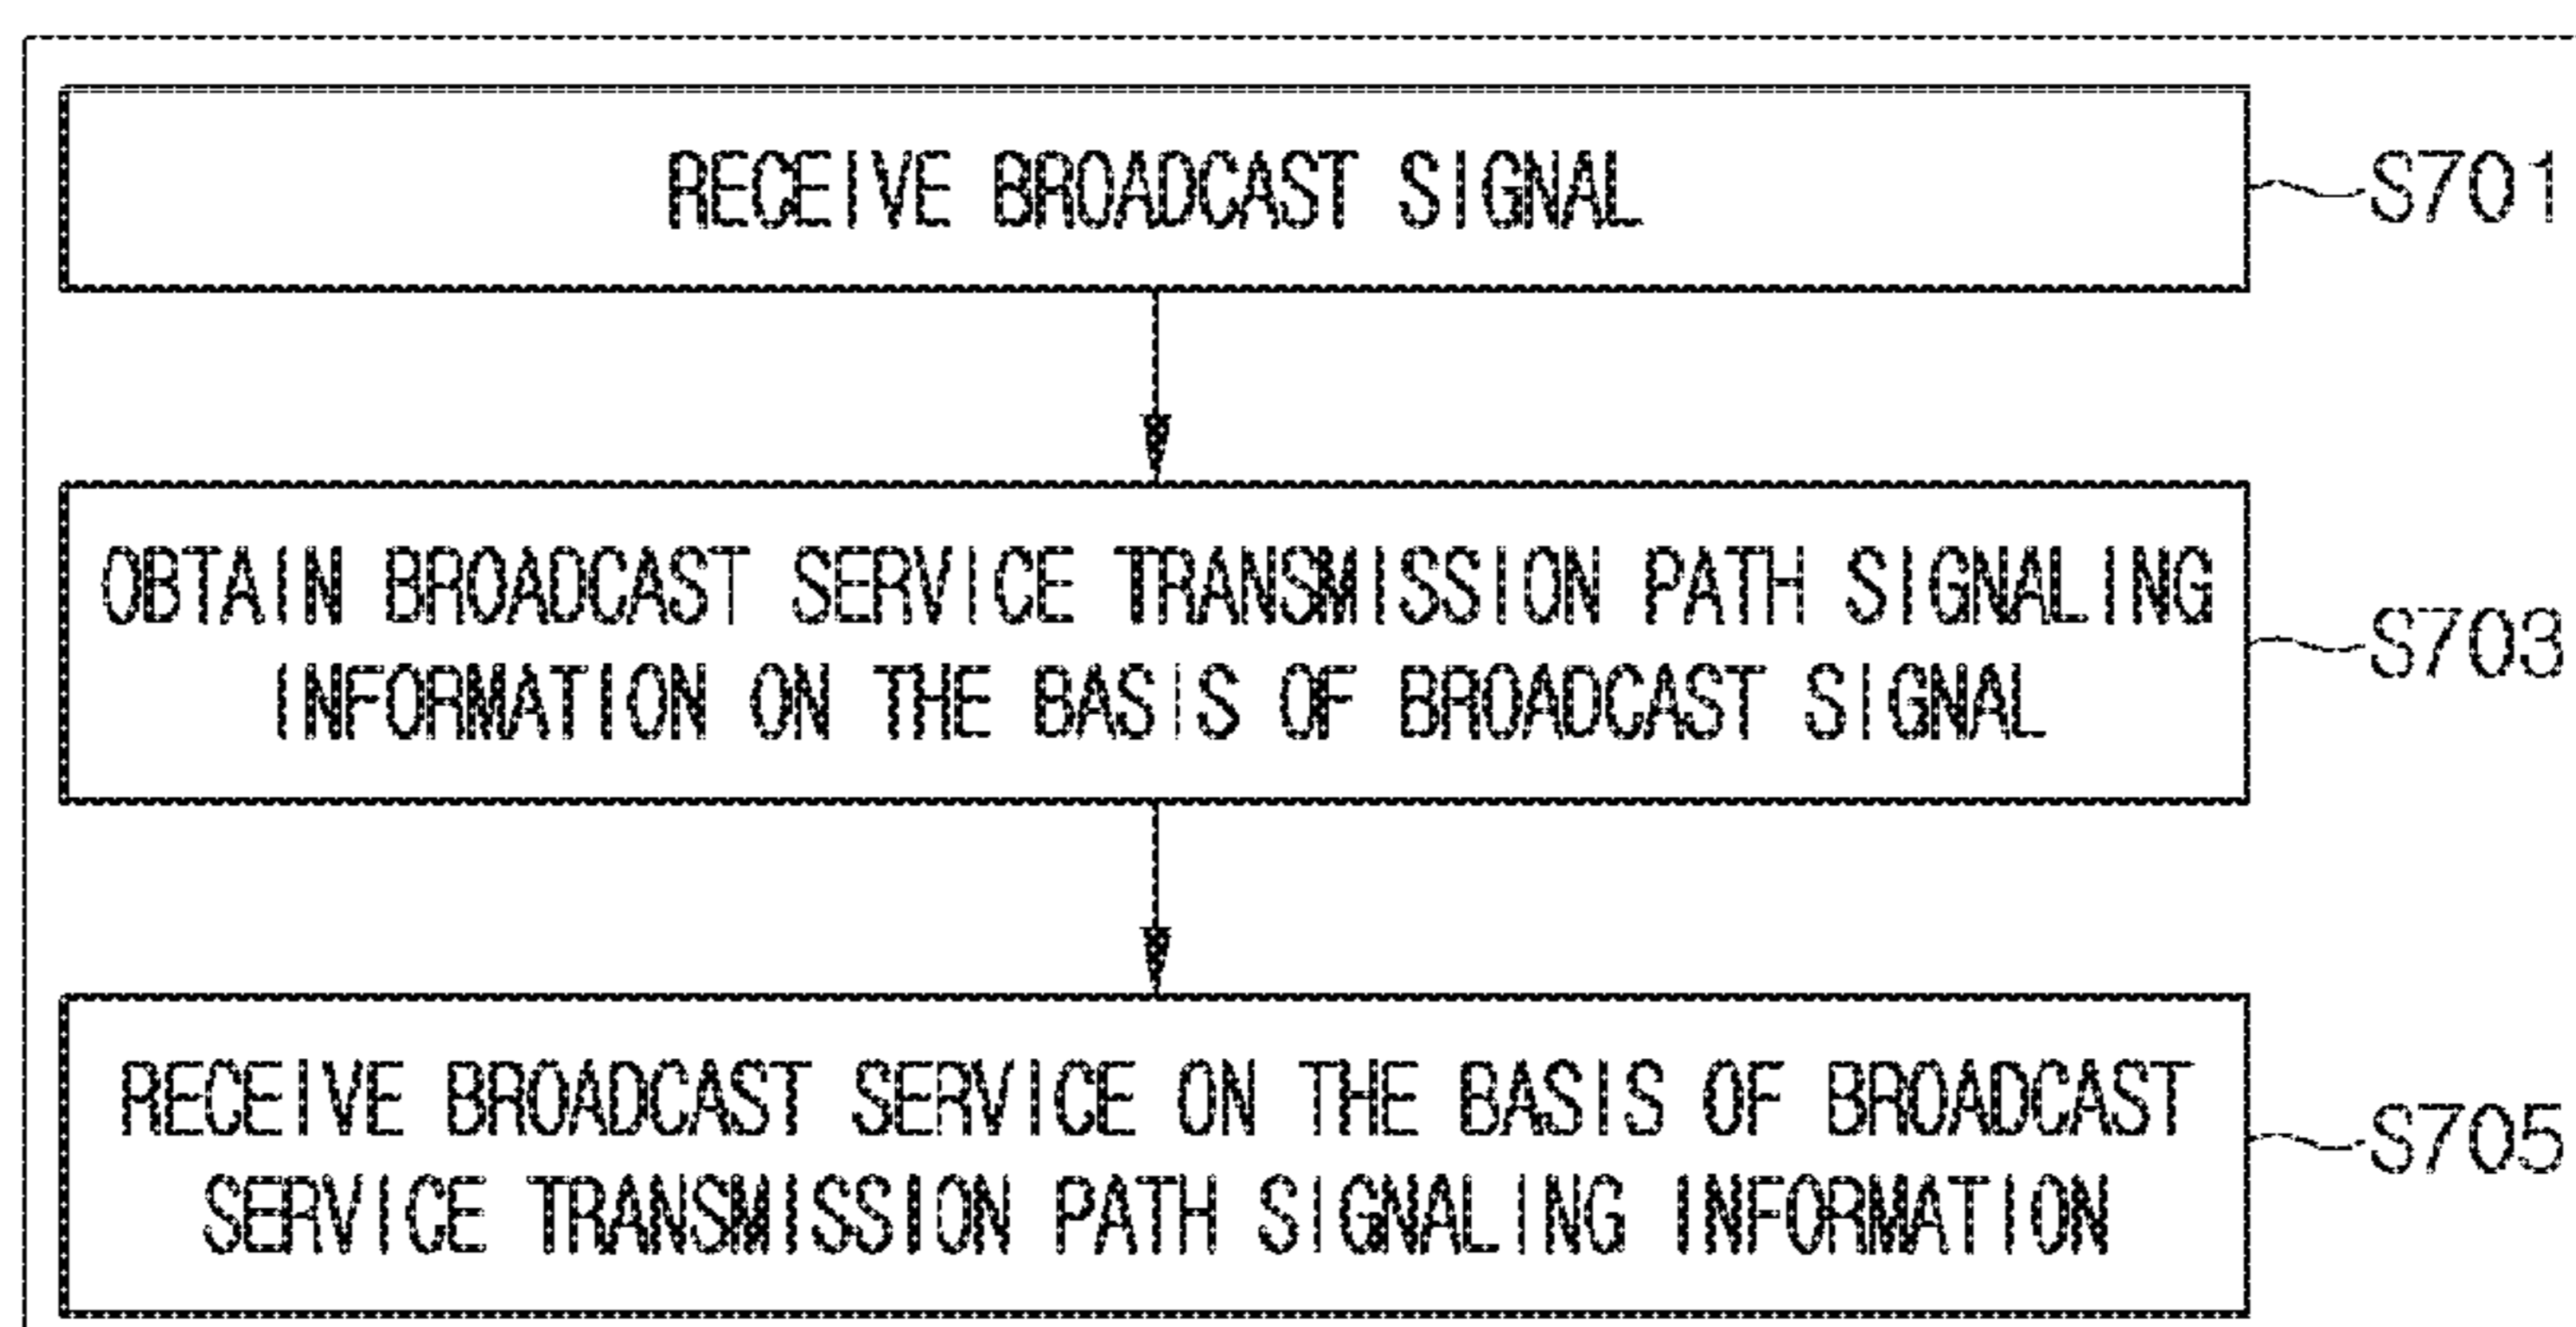 RECEIVE BROADCAST SIGNAL
S701
OBTAIN BROADCAST SERVICE TRANSMISSION PATH SIGNALING
INFORMATION ON THE BASIS OF BROADCAST SIGNAL
S703
RECEIVE BROADCAST SERVICE ON THE BASIS OF BROADCAST
SERVICE TRANSMISSION PATH SIGNALING INFORMATION
S705